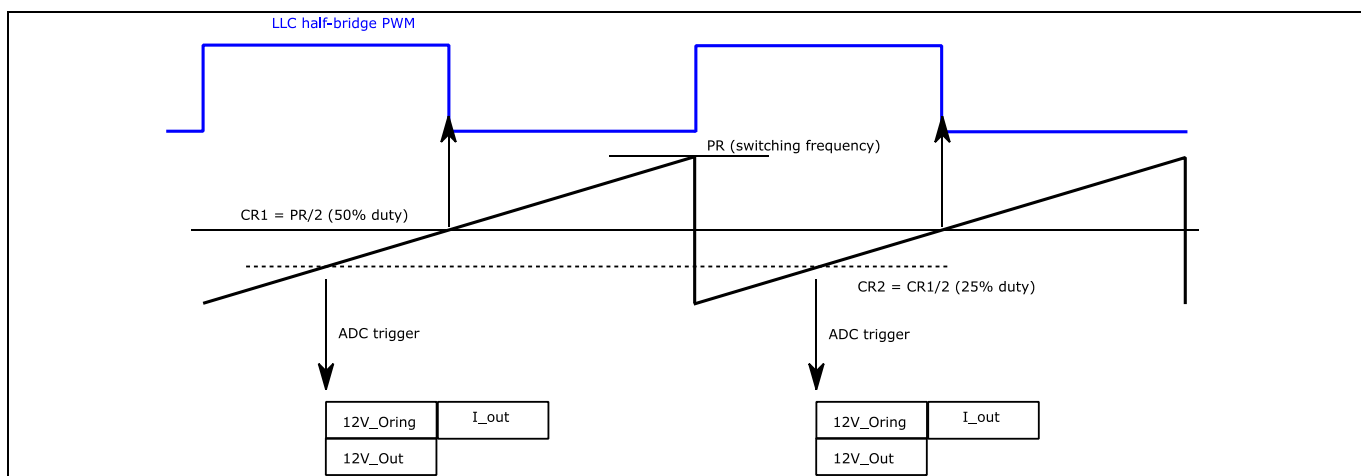 LLC half-bridge PWM
PR (switching frequency)
CR1 = PR/2 (50% duty)
CR2 = CR1/2 (25% duty)
ADC trigger
ADC trigger
12V_Oring
I_out
12V_Oring
I_out
12V_Out
12V_Out